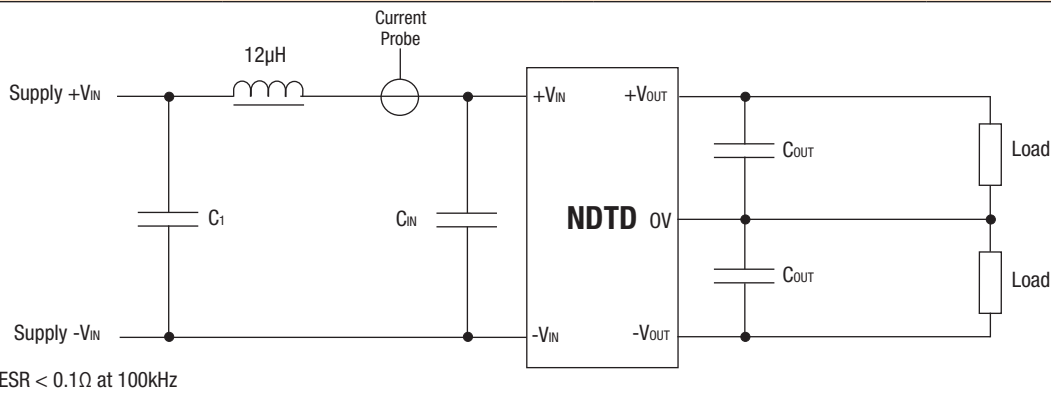 Current
Probe
12µH
Supply +VIN
+VIN
+VOUT
COUT
Load
C1
CIN
NDTD
0V
COUT
Load
Supply -VIN
-VIN
-VOUT
ESR < 0.1Ω at 100kHz